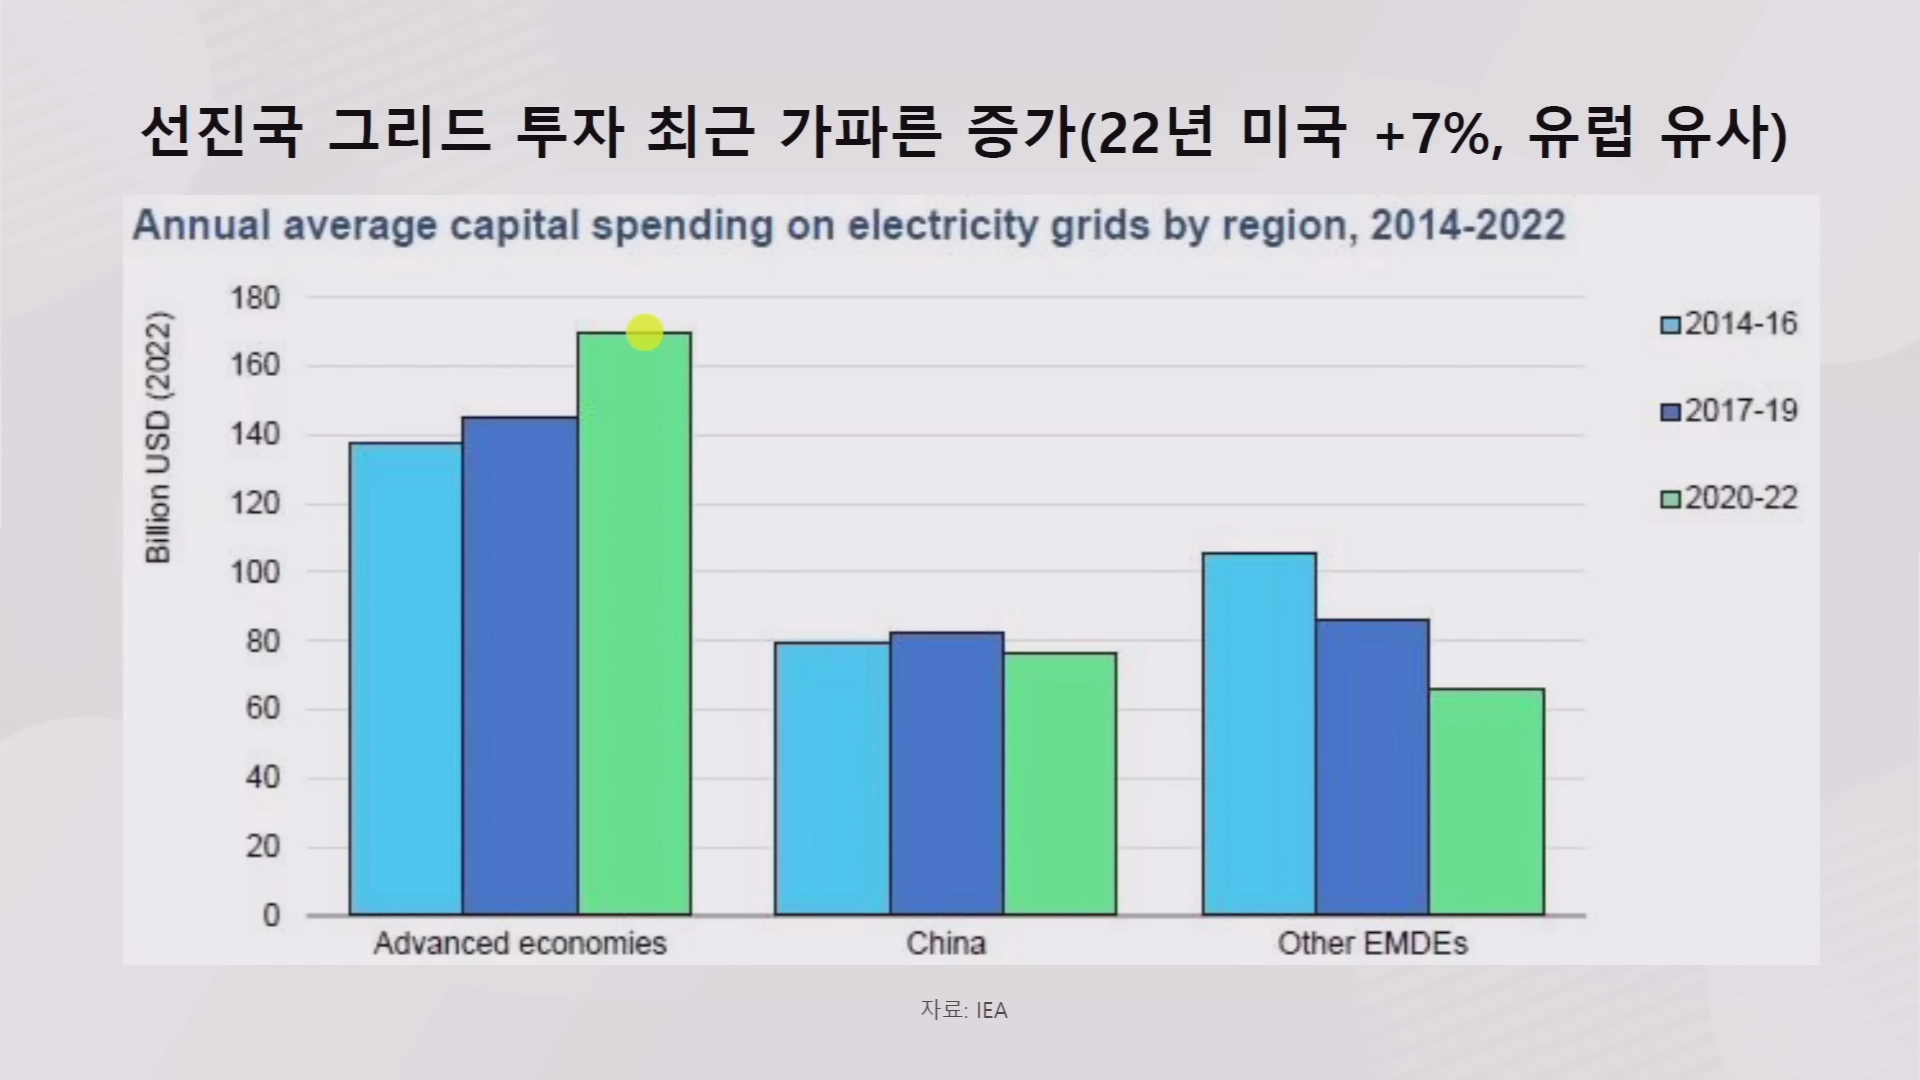 선진국 그리드 투자 최근 가파른 증가(22년 미국 +7%, 유럽 유사)
Annual average capital spending on electricity grids by region, 2014-2022
Billion USD (2022)
180
160
140
120
100
80
60
40
20
0
2014-16
2017-19
2020-22
Advanced economies
China
Other EMDEs
자료: IEA